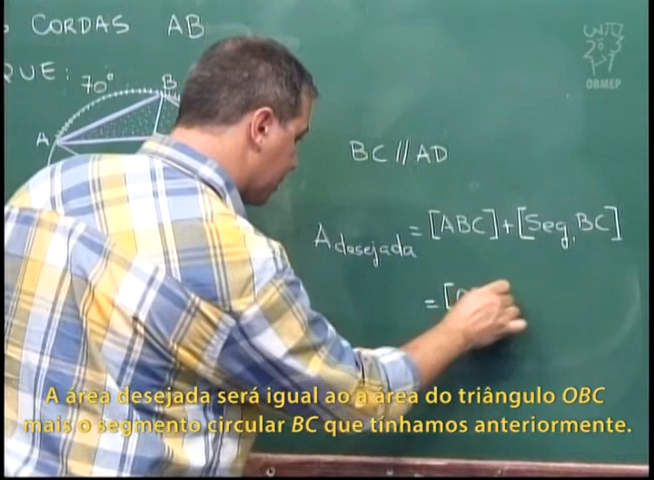 CORDAS AB
QUE:
70°
B
A
BC // AD
A desejada = [ABC] + [Seg. BC]
= [
OBMEP
A área desejada será igual ao a área do triângulo OBC
mais o segmento circular BC que tínhamos anteriormente.